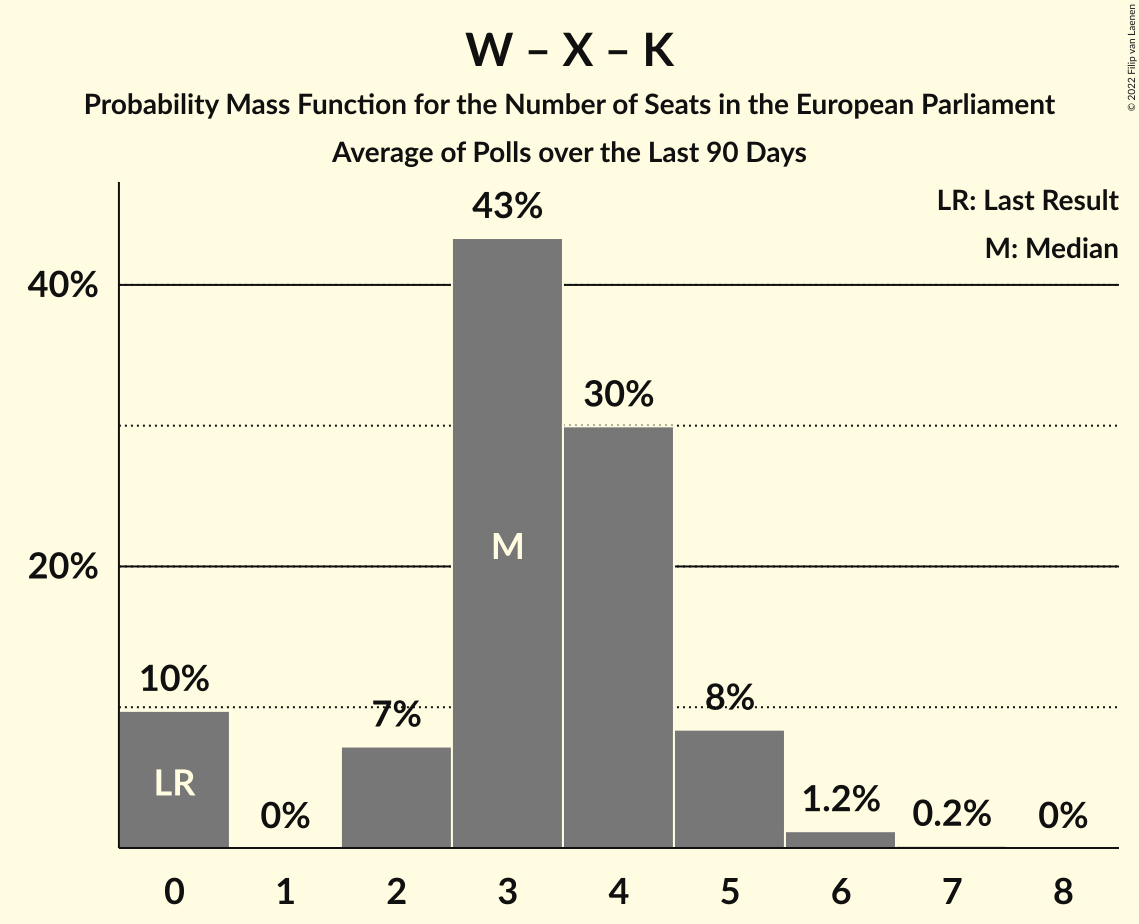 W – X – K
Probability Mass Function for the Number of Seats in the European Parliament
Average of Polls over the Last 90 Days
© 2022 Filip van Laenen
LR: Last Result
M: Median
40%
20%
10%
0%
7%
43%
30%
8%
1.2%
0.2%
0%
LR
M
0 1 2 3 4 5 6 7 8